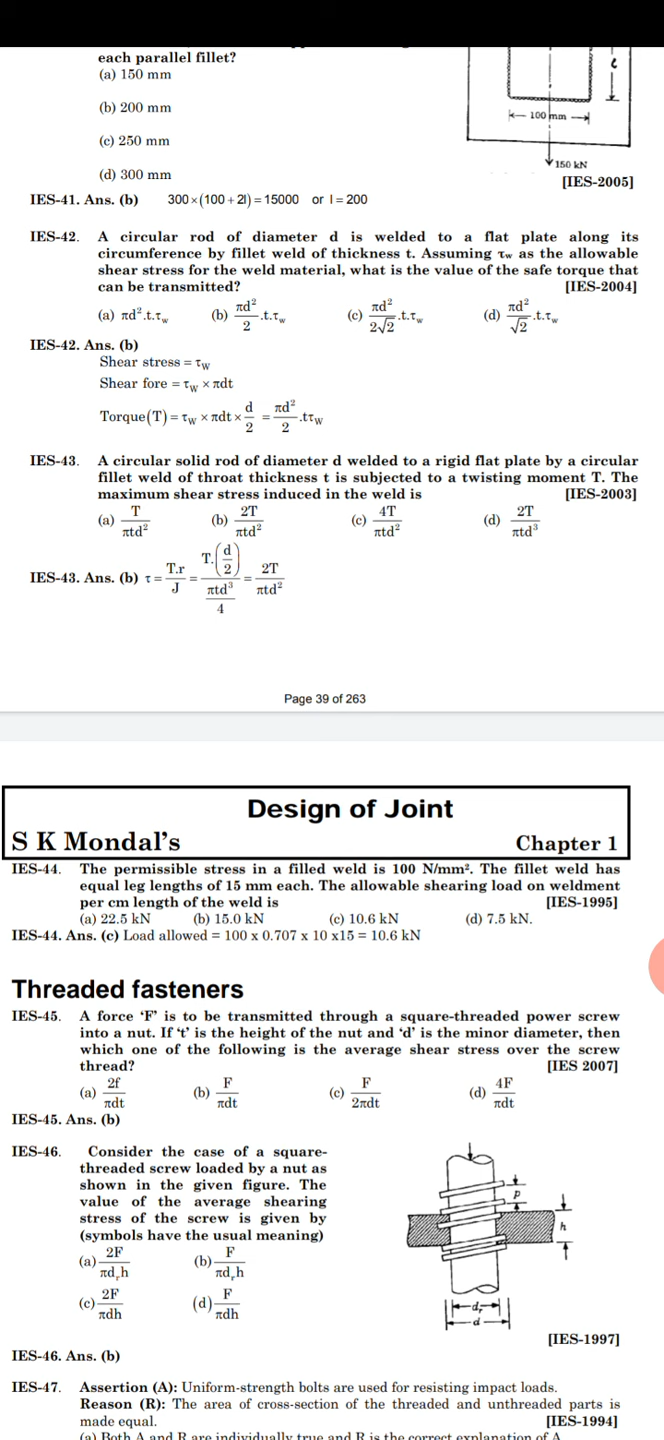 each parallel fillet?
(a) 150 mm
(b) 200 mm
(c) 250 mm
(d) 300 mm
ℓ
100 mm
150 kN
[IES-2005]
IES-41. Ans. (b) 300×(100 + 2l) = 15000 or l = 200
IES-42. A circular rod of diameter d is welded to a flat plate along its
circumference by fillet weld of thickness t. Assuming τw as the allowable
shear stress for the weld material, what is the value of the safe torque that
can be transmitted? [IES-2004]
(a) πd².t.τw (b) πd²/2 .t.τw (c) πd²/2√2 .t.τw (d) πd²/√2 .t.τw
IES-42. Ans. (b)
Shear stress = τW
Shear fore = τW × πdt
Torque(T) = τW × πdt × d/2 = πd²/2 .tτW
IES-43. A circular solid rod of diameter d welded to a rigid flat plate by a circular
fillet weld of throat thickness t is subjected to a twisting moment T. The
maximum shear stress induced in the weld is [IES-2003]
(a) T/πtd² (b) 2T/πtd² (c) 4T/πtd² (d) 2T/πtd³
IES-43. Ans. (b) τ = T.r/J = T.(d/2)/(πtd³/4) = 2T/πtd²
Page 39 of 263
Design of Joint
S K Mondal's Chapter 1
IES-44. The permissible stress in a filled weld is 100 N/mm². The fillet weld has
equal leg lengths of 15 mm each. The allowable shearing load on weldment
per cm length of the weld is [IES-1995]
(a) 22.5 kN (b) 15.0 kN (c) 10.6 kN (d) 7.5 kN.
IES-44. Ans. (c) Load allowed = 100 x 0.707 x 10 x15 = 10.6 kN
Threaded fasteners
IES-45. A force 'F' is to be transmitted through a square-threaded power screw
into a nut. If 't' is the height of the nut and 'd' is the minor diameter, then
which one of the following is the average shear stress over the screw
thread? [IES 2007]
(a) 2f/πdt (b) F/πdt (c) F/2πdt (d) 4F/πdt
IES-45. Ans. (b)
IES-46. Consider the case of a square-
threaded screw loaded by a nut as
shown in the given figure. The
value of the average shearing
stress of the screw is given by
(symbols have the usual meaning)
(a) 2F/πdrh (b) F/πdrh
(c) 2F/πdh (d) F/πdh
p
h
dr
d
[IES-1997]
IES-46. Ans. (b)
IES-47. Assertion (A): Uniform-strength bolts are used for resisting impact loads.
Reason (R): The area of cross-section of the threaded and unthreaded parts is
made equal. [IES-1994]
(a) Both A and R are individually true and R is the correct explanation of A